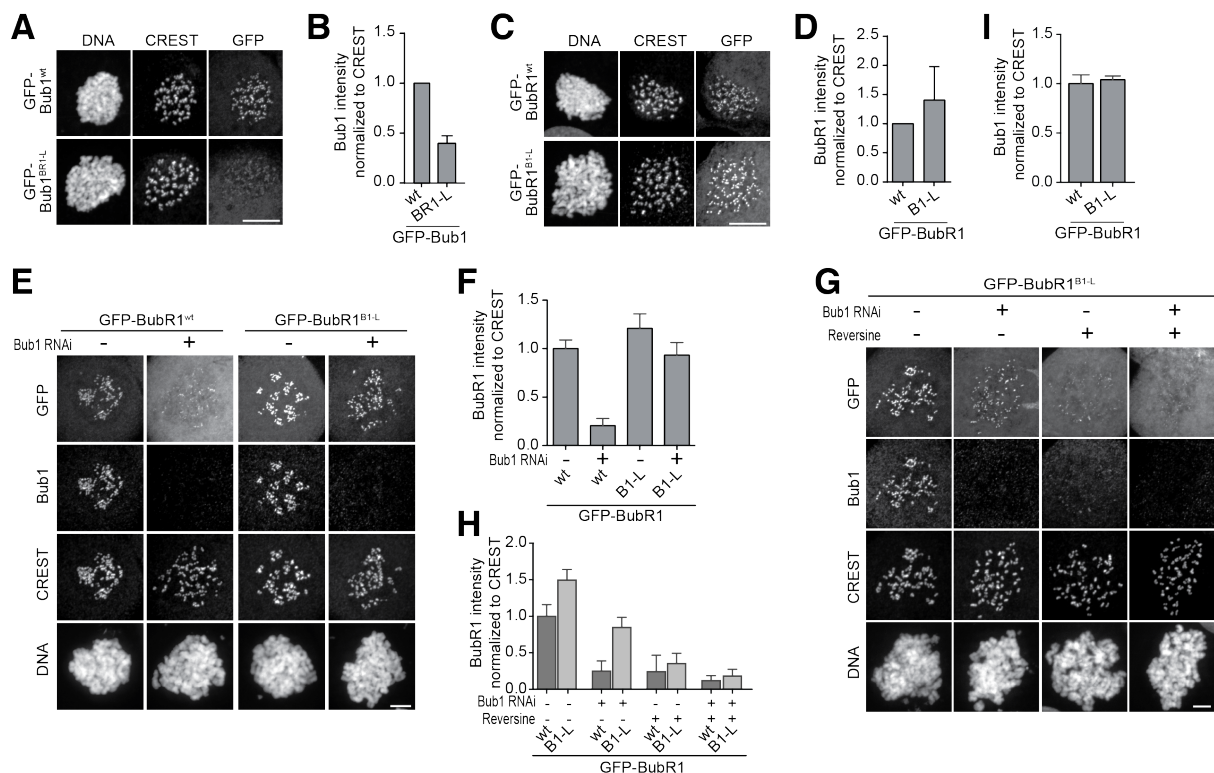 A
DNA CREST GFP
GFP-
Bub1wt
GFP-
Bub1BR1-L
B
Bub1 intensity
normalized to CREST
1.5
1.0
0.5
0.0
wt BR1-L
GFP-Bub1
C
DNA CREST GFP
GFP-
BubR1wt
GFP-
BubR1B1-L
D
BubR1 intensity
normalized to CREST
2.5
2.0
1.5
1.0
0.5
0.0
wt B1-L
GFP-BubR1
I
Bub1 intensity
normalized to CREST
1.5
1.0
0.5
0.0
wt B1-L
GFP-BubR1
E
GFP-BubR1wt GFP-BubR1B1-L
Bub1 RNAi - + - +
GFP
Bub1
CREST
DNA
F
BubR1 intensity
normalized to CREST
1.5
1.0
0.5
0.0
Bub1 RNAi - + - +
wt wt B1-L B1-L
GFP-BubR1
H
BubR1 intensity
normalized to CREST
2.0
1.5
1.0
0.5
0.0
Bub1 RNAi - - + + - - + +
Reversine - - - - + + + +
wt B1-L wt B1-L wt B1-L wt B1-L
GFP-BubR1
G
GFP-BubR1B1-L
Bub1 RNAi - + - +
Reversine - - + +
GFP
Bub1
CREST
DNA